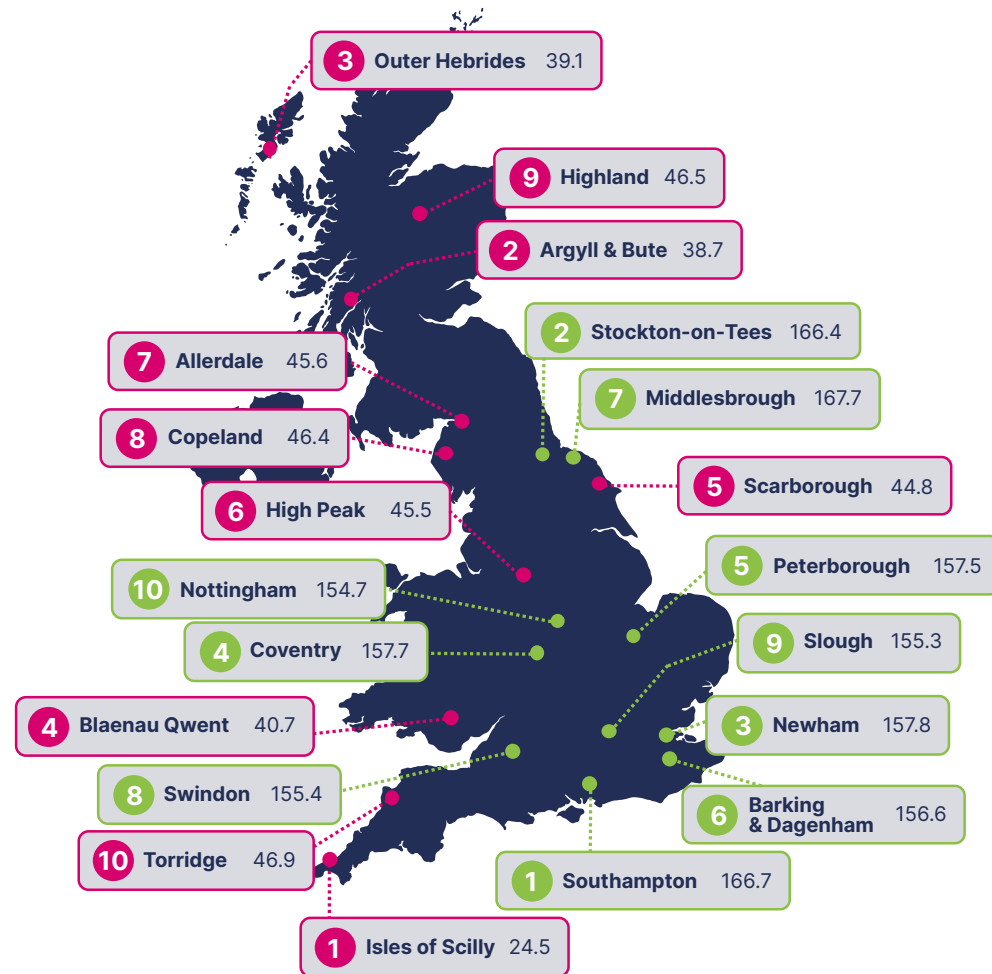 3 Outer Hebrides 39.1
9 Highland 46.5
2 Argyll & Bute 38.7
2 Stockton-on-Tees 166.4
7 Allerdale 45.6
7 Middlesbrough 167.7
8 Copeland 46.4
5 Scarborough 44.8
6 High Peak 45.5
5 Peterborough 157.5
10 Nottingham 154.7
9 Slough 155.3
4 Coventry 157.7
4 Blaenau Qwent 40.7
3 Newham 157.8
8 Swindon 155.4
6 Barking
& Dagenham 156.6
10 Torridge 46.9
1 Southampton 166.7
1 Isles of Scilly 24.5